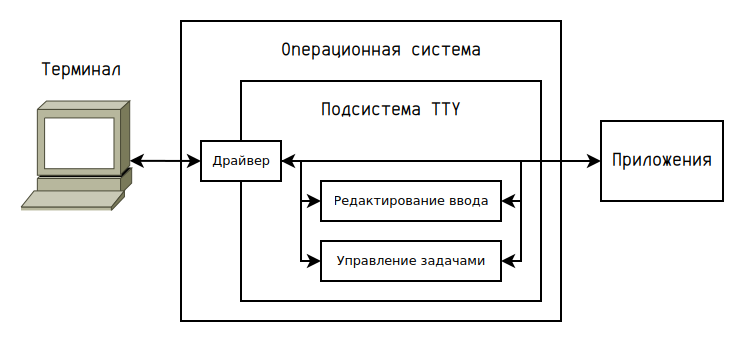 Операционная система
Терминал
Подсистема TTY
Драйвер
Приложения
Редактирование ввода
Управление задачами